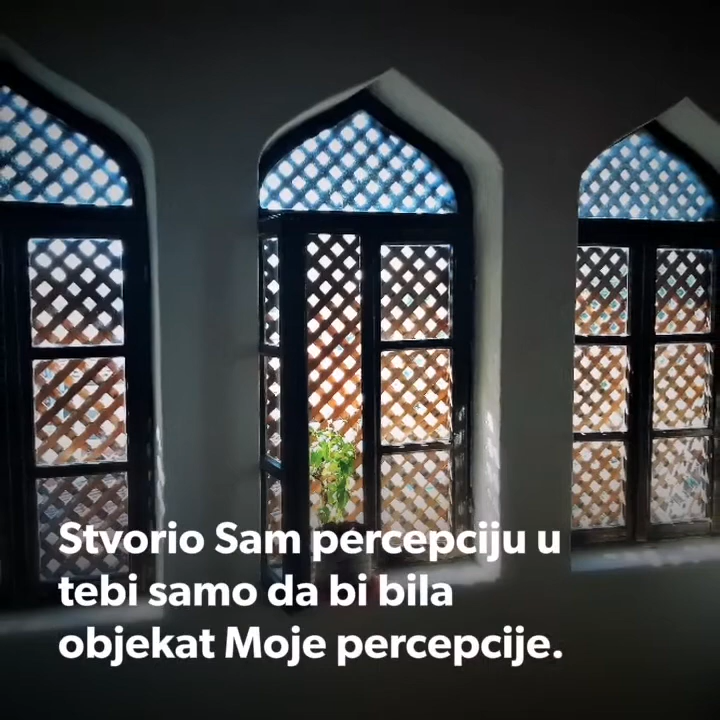 Stvorio Sam percepciju u
tebi samo da bi bila
objekat Moje percepcije.